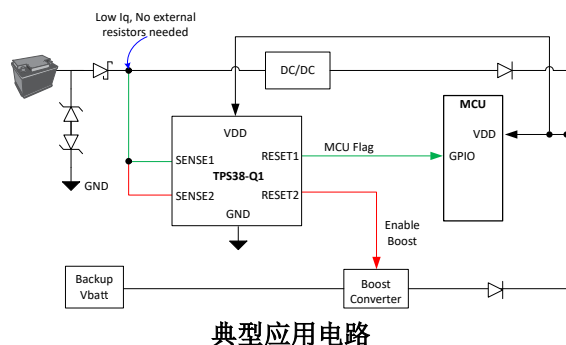 Low Iq, No external
resistors needed
DC/DC
MCU
VDD
VDD
SENSE1
RESET1
MCU Flag
GPIO
TPS38-Q1
SENSE2
RESET2
GND
GND
Enable
Boost
Backup
Vbatt
Boost
Converter
典型应用电路